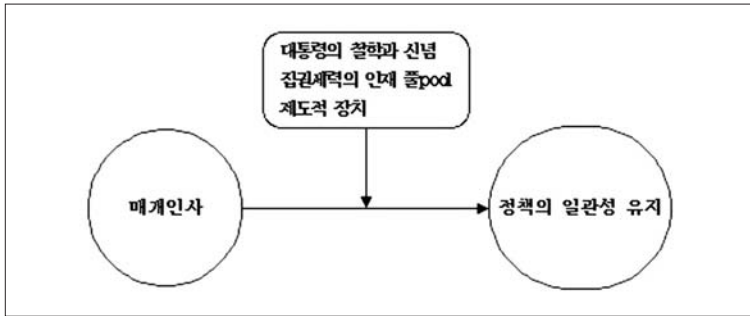 대통령의 철학과 신념
집권세력의 인재 풀pool
제도적 장치
매개인사
정책의 일관성 유지